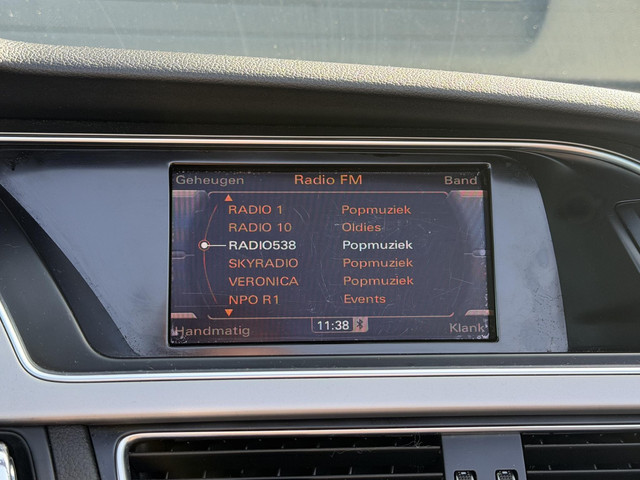 Geheugen Radio FM Band
RADIO 1 Popmuziek
RADIO 10 Oldies
RADIO538 Popmuziek
SKYRADIO Popmuziek
VERONICA Popmuziek
NPO R1 Events
Handmatig 11:38 Klank